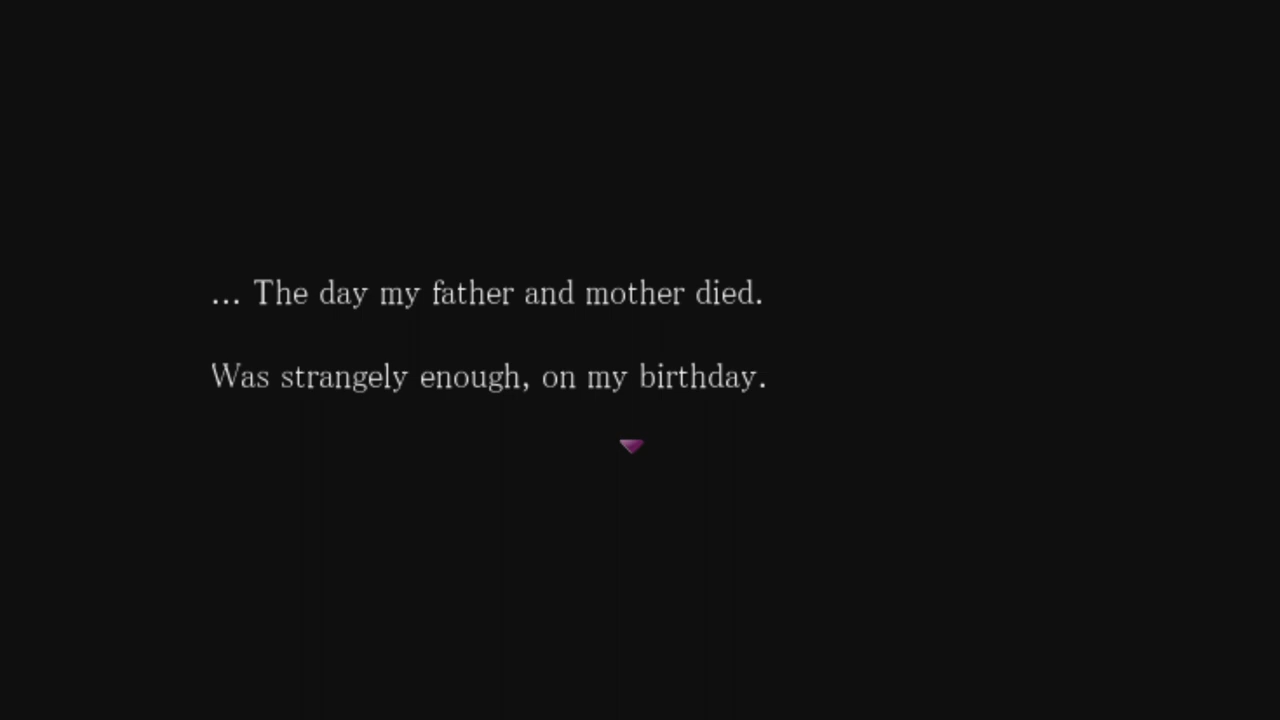 ... The day my father and mother died.
Was strangely enough, on my birthday.